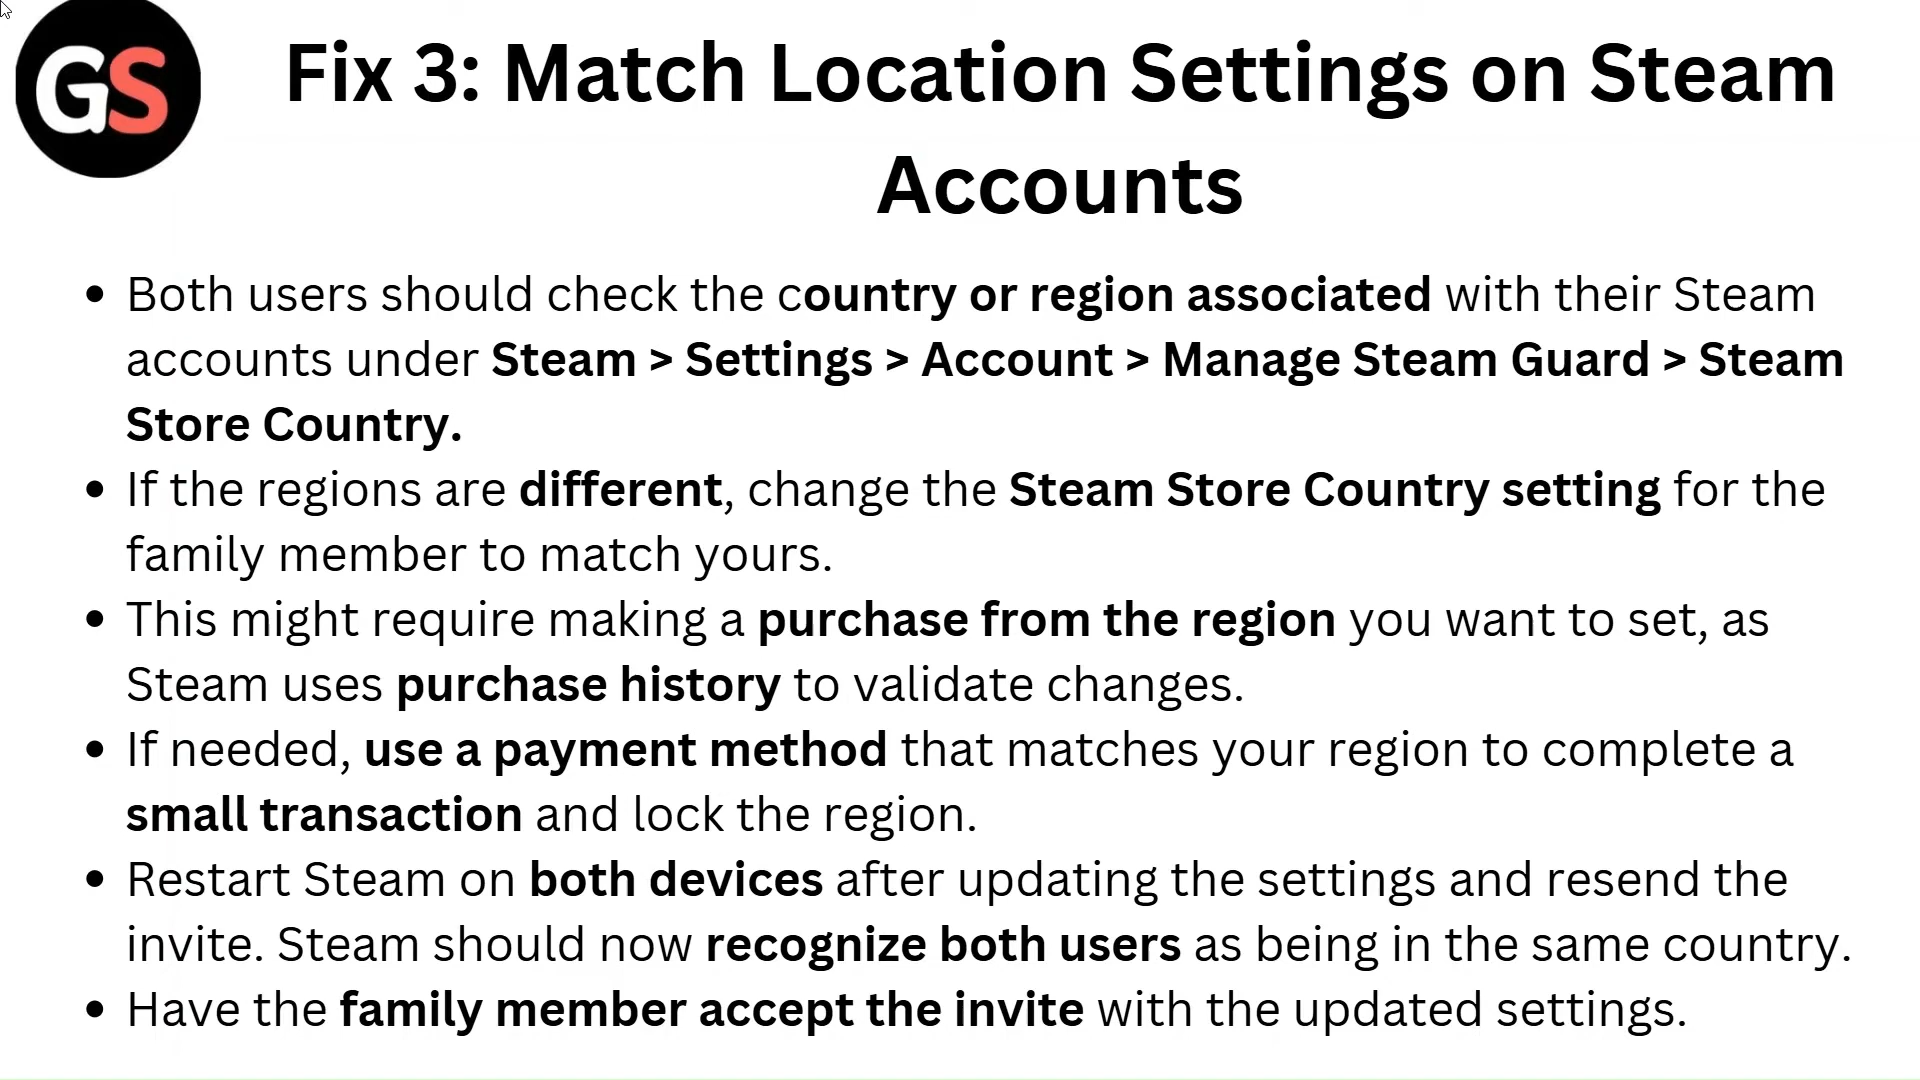 GS
Fix 3: Match Location Settings on Steam
Accounts
• Both users should check the country or region associated with their Steam
accounts under Steam > Settings > Account > Manage Steam Guard > Steam
Store Country.
• If the regions are different, change the Steam Store Country setting for the
family member to match yours.
• This might require making a purchase from the region you want to set, as
Steam uses purchase history to validate changes.
• If needed, use a payment method that matches your region to complete a
small transaction and lock the region.
• Restart Steam on both devices after updating the settings and resend the
invite. Steam should now recognize both users as being in the same country.
• Have the family member accept the invite with the updated settings.